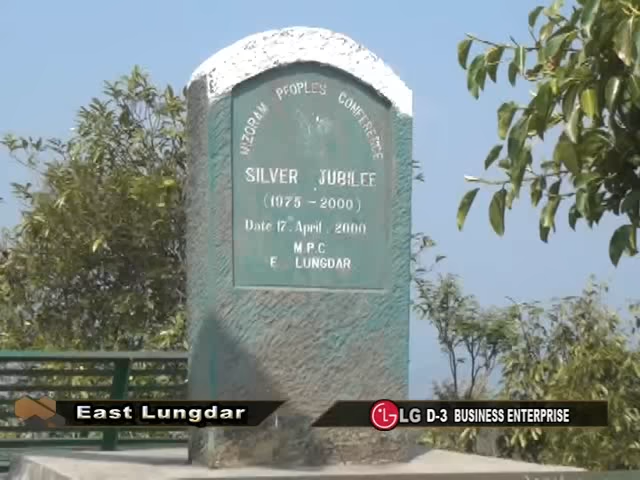 MIZORAM PEOPLES CONFERENCE
SILVER JUBILEE
(1975 - 2000)
Date 17. April. 2000
M.P.C
E LUNGDAR
East Lungdar
LG D-3 BUSINESS ENTERPRISE